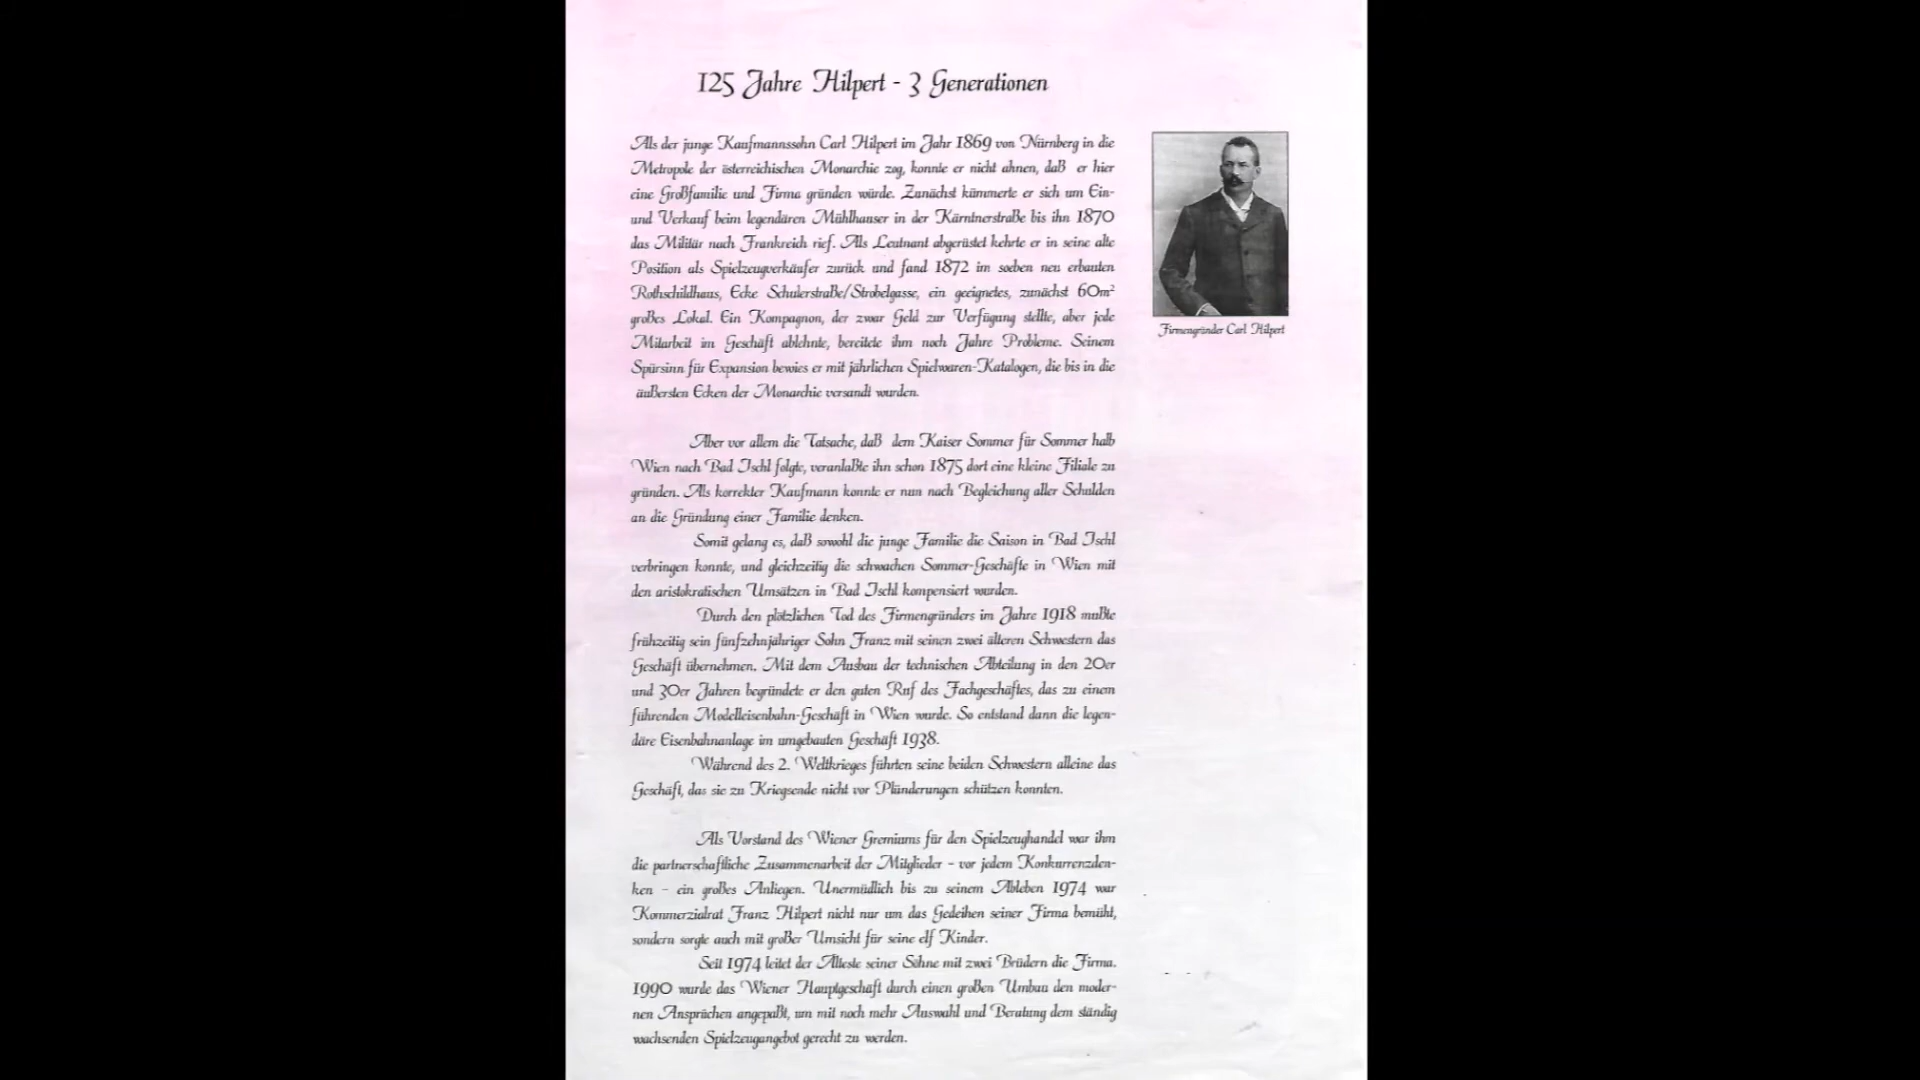 125 Jahre Hilpert - 3 Generationen
Als der junge Kaufmannssohn Carl Hilpert im Jahr 1869 von Nürnberg in die
Metropole der österreichischen Monarchie zog, konnte er nicht ahnen, daß er hier
eine Großfamilie und Firma gründen würde. Zunächst kümmerte er sich um Ein-
und Verkauf beim legendären Mühlhauser in der Kärntnerstraße bis ihn 1870
das Militär nach Frankreich rief. Als Leutnant abgerüstet kehrte er in seine alte
Position als Spielzeugverkäufer zurück und fand 1872 im soeben neu erbauten
Rothschildhaus, Ecke Schulerstraße/Strobelgasse, ein geeignetes, zunächst 60m²
großes Lokal. Ein Kompagnon, der zwar Geld zur Verfügung stellte, aber jede
Mitarbeit im Geschäft ablehnte, bereitete ihm noch Jahre Probleme. Seinem
Spürsinn für Expansion bewies er mit jährlichen Spielwaren-Katalogen, die bis in die
äußersten Ecken der Monarchie versandt wurden.
Aber vor allem die Tatsache, daß dem Kaiser Sommer für Sommer halb
Wien nach Bad Ischl folgte, veranlaßte ihn schon 1875 dort eine kleine Filiale zu
gründen. Als korrekter Kaufmann konnte er nun nach Begleichung aller Schulden
an die Gründung einer Familie denken.
Somit gelang es, daß sowohl die junge Familie die Saison in Bad Ischl
verbringen konnte, und gleichzeitig die schwachen Sommer-Geschäfte in Wien mit
den aristokratischen Umsätzen in Bad Ischl kompensiert wurden.
Durch den plötzlichen Tod des Firmengründers im Jahre 1918 mußte
frühzeitig sein fünfzehnjähriger Sohn Franz mit seinen zwei älteren Schwestern das
Geschäft übernehmen. Mit dem Ausbau der technischen Abteilung in den 20er
und 30er Jahren begründete er den guten Ruf des Fachgeschäftes, das zu einem
führenden Modelleisenbahn-Geschäft in Wien wurde. So entstand dann die legen-
däre Eisenbahnanlage im umgebauten Geschäft 1938.
Während des 2. Weltkrieges führten seine beiden Schwestern alleine das
Geschäft, das sie zu Kriegsende nicht vor Plünderungen schützen konnten.
Als Vorstand des Wiener Gremiums für den Spielzeughandel war ihm
die partnerschaftliche Zusammenarbeit der Mitglieder - vor jedem Konkurrenzden-
ken - ein großes Anliegen. Unermüdlich bis zu seinem Ableben 1974 war
Kommerzialrat Franz Hilpert nicht nur um das Gedeihen seiner Firma bemüht,
sondern sorgte auch mit großer Umsicht für seine elf Kinder.
Seit 1974 leitet der Älteste seiner Söhne mit zwei Brüdern die Firma.
1990 wurde das Wiener Hauptgeschäft durch einen großen Umbau den moder-
nen Ansprüchen angepaßt, um mit noch mehr Auswahl und Beratung dem ständig
wachsenden Spielzeugangebot gerecht zu werden.
Firmengründer Carl Hilpert